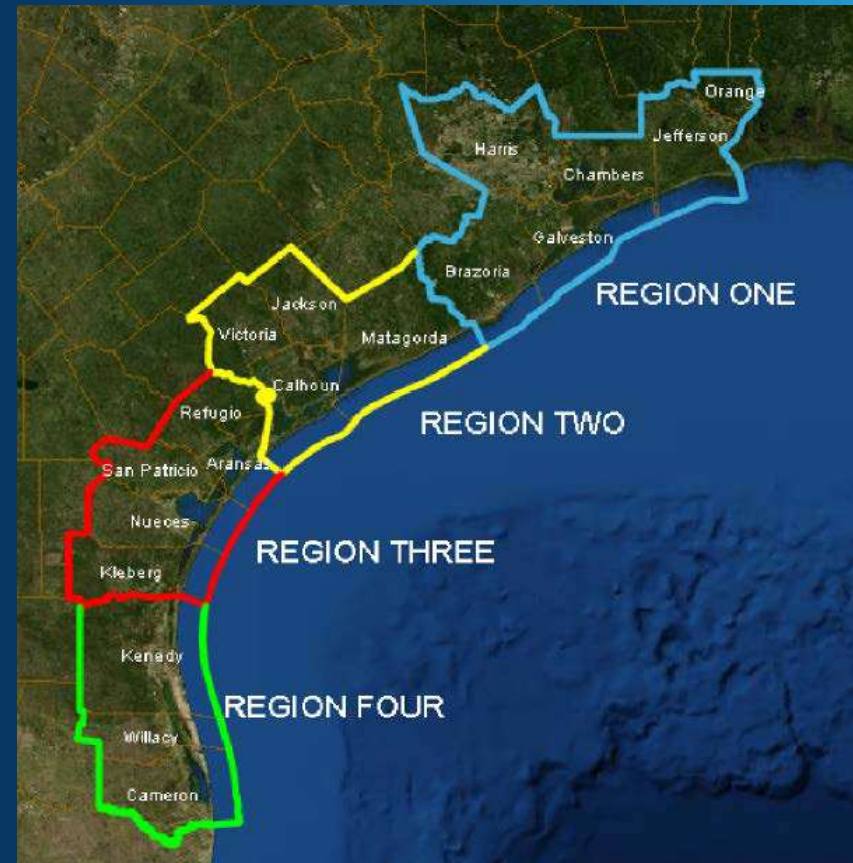 Orange
Jefferson
Harris
Chambers
Galveston
Brazoria
REGION ONE
Jackson
Victoria
Matagorda
Calhoun
Refugio
REGION TWO
Aransas
San Patricio
Nueces
REGION THREE
Kleberg
Kenedy
REGION FOUR
Willacy
Cameron